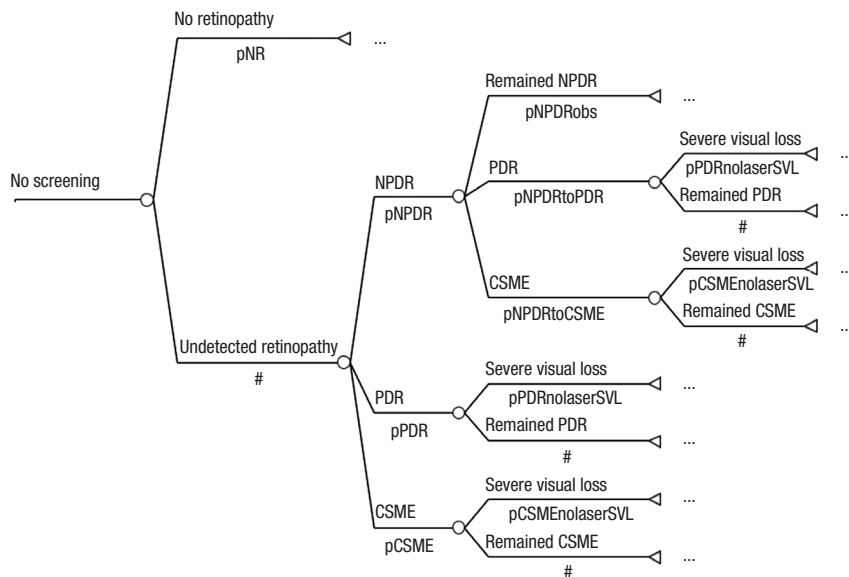 No retinopathy
pNR
...
Remained NPDR
pNPDRobs
...
Severe visual loss
pPDRnolaserSVL
..
No screening
NPDR
pNPDR
PDR
pNPDRtoPDR
Remained PDR
#
..
Severe visual loss
pCSMEnolaserSVL
..
CSME
pNPDRtoCSME
Remained CSME
#
..
Undetected retinopathy
#
Severe visual loss
pPDRnolaserSVL
...
PDR
pPDR
Remained PDR
#
...
Severe visual loss
pCSMEnolaserSVL
...
CSME
pCSME
Remained CSME
#
...